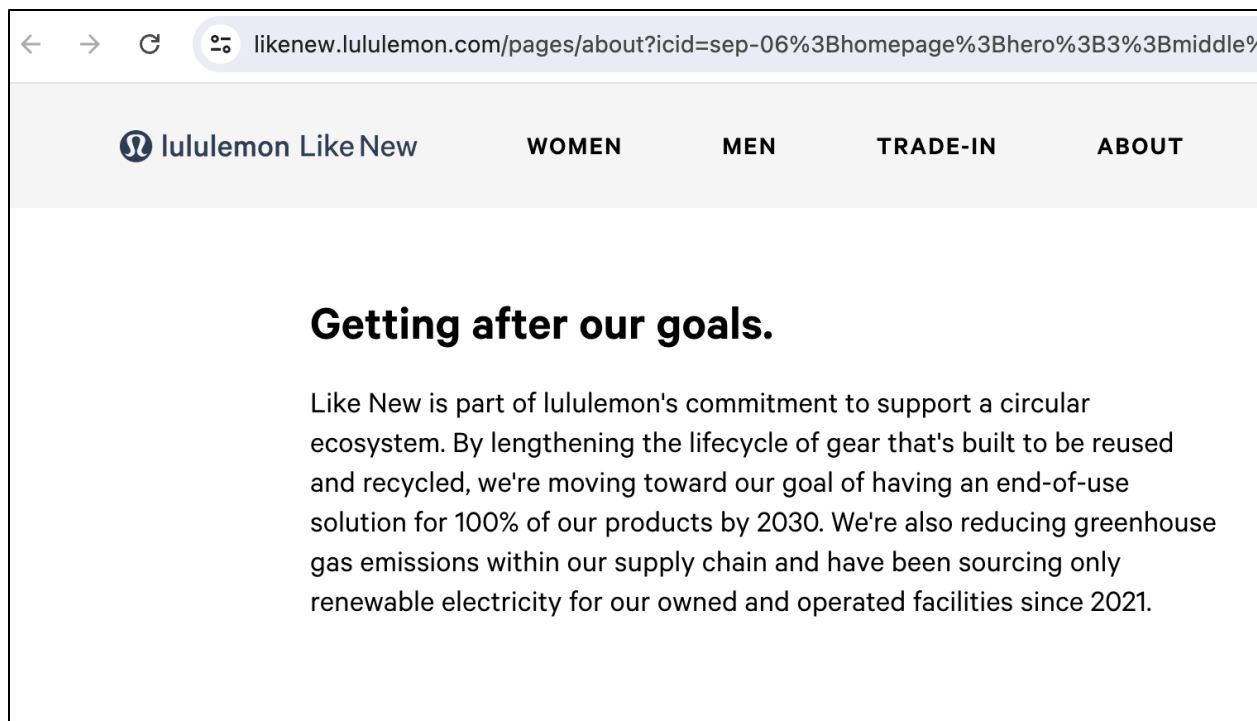 likenew.lululemon.com/pages/about?icid=sep-06%3Bhomepage%3Bhero%3B3%3Bmiddle%
lululemon Like New WOMEN MEN TRADE-IN ABOUT
Getting after our goals.
Like New is part of lululemon's commitment to support a circular
ecosystem. By lengthening the lifecycle of gear that's built to be reused
and recycled, we're moving toward our goal of having an end-of-use
solution for 100% of our products by 2030. We're also reducing greenhouse
gas emissions within our supply chain and have been sourcing only
renewable electricity for our owned and operated facilities since 2021.